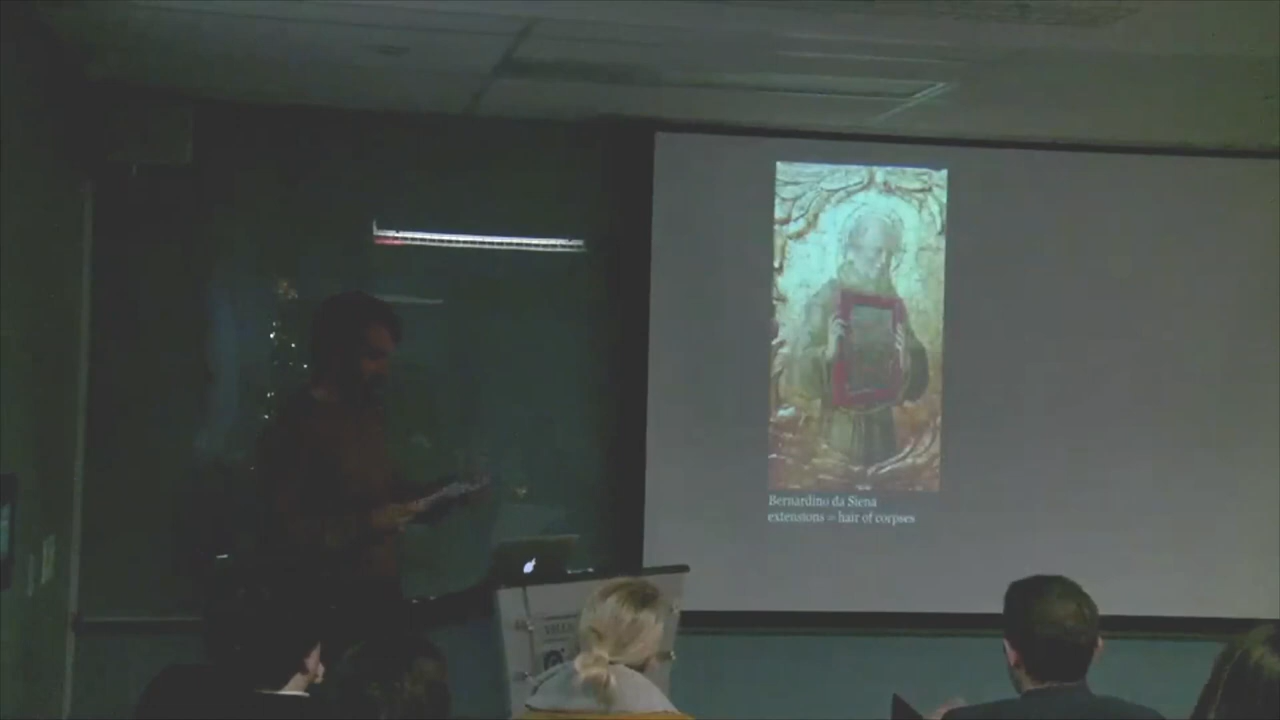 Bernardino da Siena
extensions = hair of corpses